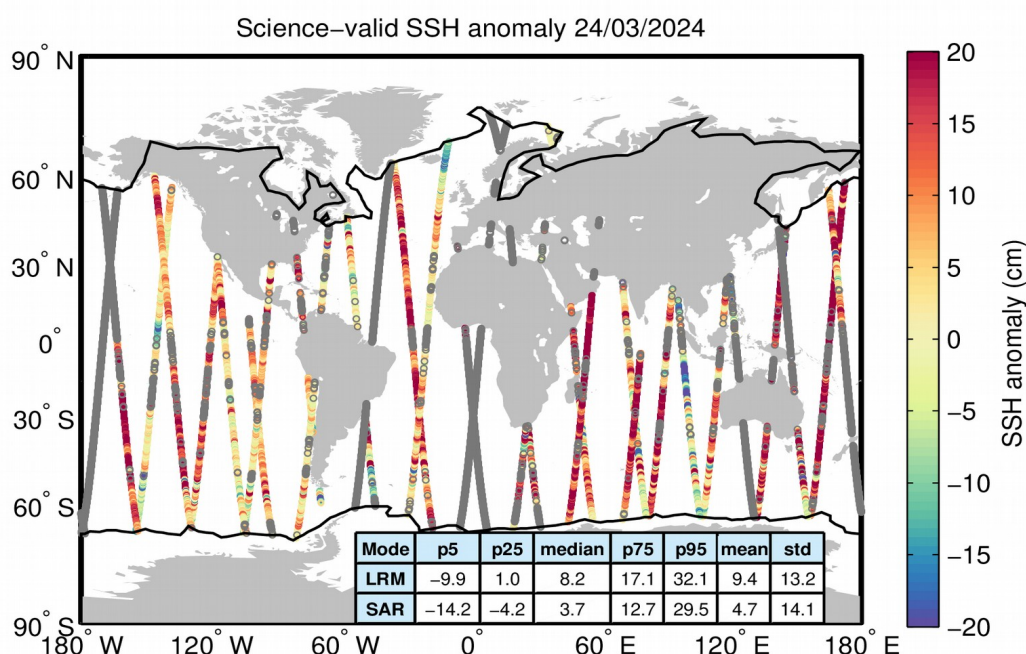 Science−valid SSH anomaly 24/03/2024
90° N
60° N
30° N
0°
30° S
60° S
90° S
180° W
120° W
60° W
0°
60° E
120° E
180° E
Mode p5 p25 median p75 p95 mean std
LRM −9.9 1.0 8.2 17.1 32.1 9.4 13.2
SAR −14.2 −4.2 3.7 12.7 29.5 4.7 14.1
20
15
10
5
0
−5
−10
−15
−20
SSH anomaly (cm)